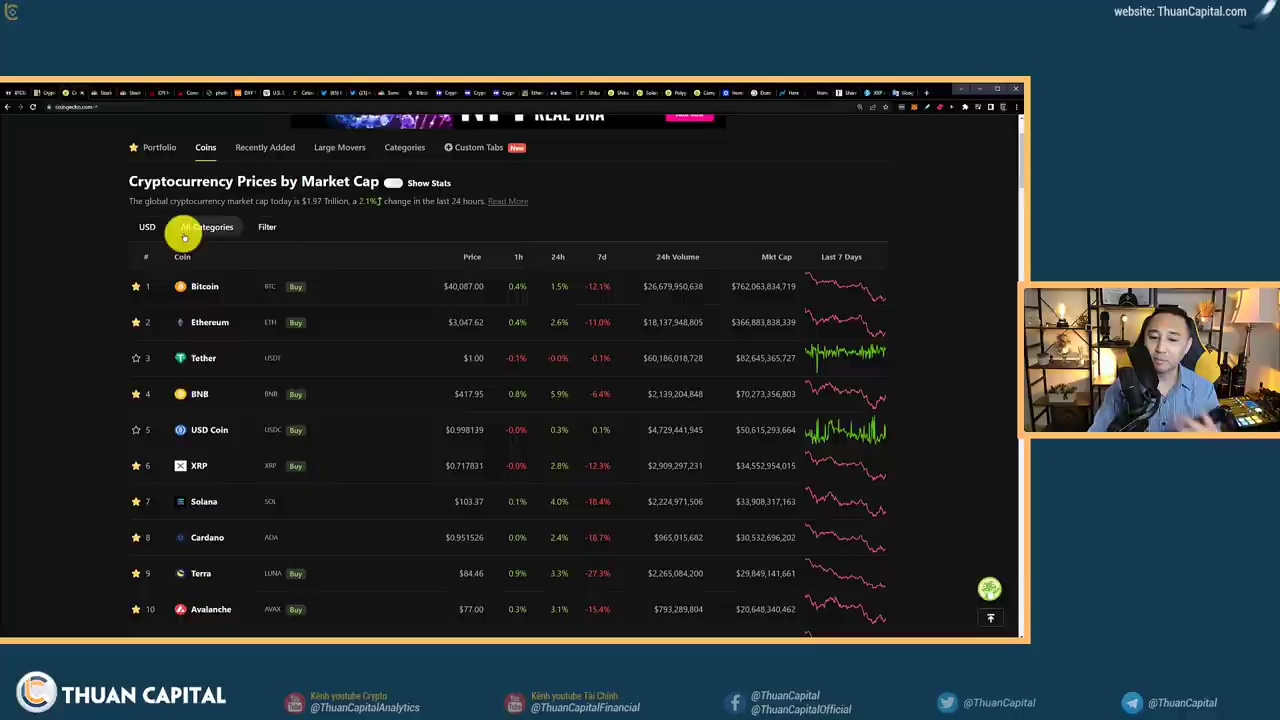 website: ThuanCapital.com
coingecko.com
REAL DNA
Portfolio Coins Recently Added Large Movers Categories Custom Tabs New
Cryptocurrency Prices by Market Cap Show Stats
The global cryptocurrency market cap today is $1.97 Trillion, a 2.1% change in the last 24 hours. Read More
USD All Categories Filter
# Coin Price 1h 24h 7d 24h Volume Mkt Cap Last 7 Days
1 Bitcoin BTC Buy $40,087.00 0.4% 1.5% -12.1% $26,679,950,638 $762,063,834,719
2 Ethereum ETH Buy $3,047.62 0.4% 2.6% -11.0% $18,137,948,805 $366,883,838,339
3 Tether USDT $1.00 -0.1% -0.0% -0.1% $60,186,018,728 $82,645,365,727
4 BNB BNB Buy $417.95 0.8% 5.9% -6.4% $2,139,204,848 $70,273,356,803
5 USD Coin USDC Buy $0.998139 -0.0% 0.3% 0.1% $4,729,441,945 $50,615,293,664
6 XRP XRP Buy $0.717831 -0.0% 2.8% -12.3% $2,909,297,231 $34,552,954,015
7 Solana SOL $103.37 0.1% 4.0% -18.4% $2,224,971,506 $33,908,317,163
8 Cardano ADA $0.951526 0.0% 2.4% -18.7% $965,015,682 $30,532,696,202
9 Terra LUNA Buy $84.46 0.9% 3.3% -27.3% $2,265,084,200 $29,849,141,661
10 Avalanche AVAX Buy $77.00 0.3% 3.1% -15.4% $793,289,804 $20,648,340,462
THUAN CAPITAL
Kênh youtube Crypto
@ThuanCapitalAnalytics
Kênh youtube Tài Chính
@ThuanCapitalFinancial
@ThuanCapital
@ThuanCapitalOfficial
@ThuanCapital
@ThuanCapital